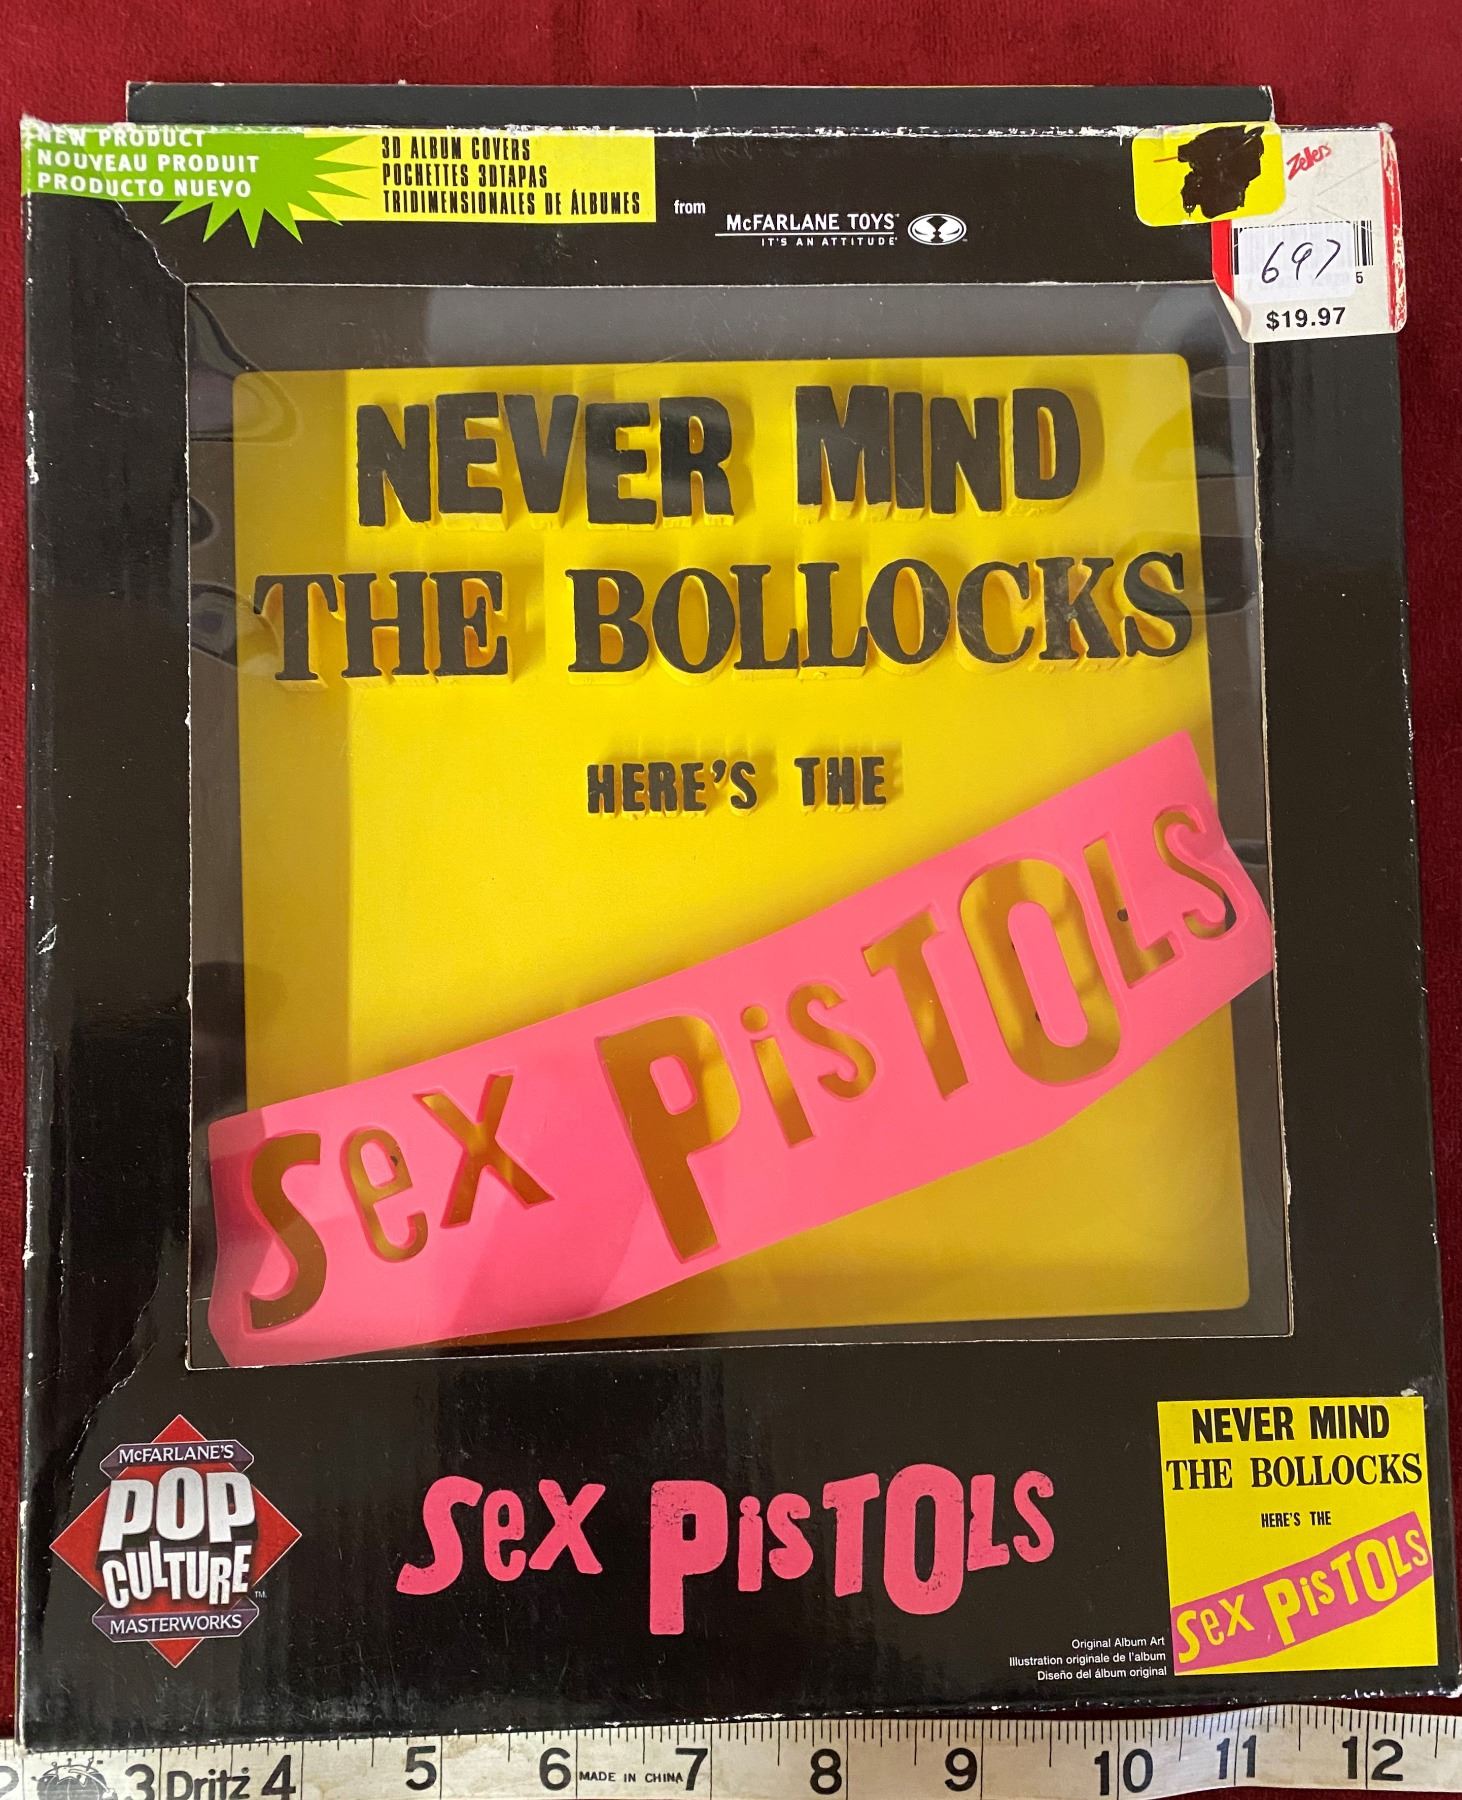 NEW PRODUCT
NOUVEAU PRODUIT
PRODUCTO NUEVO
3D ALBUM COVERS
POCHETTES 3DTAPAS
TRIDIMENSIONALES DE ÁLBUMES
from
McFARLANE TOYS
IT'S AN ATTITUDE
Zellers
697
5
$19.97
NEVER MIND
THE BOLLOCKS
HERE'S THE
Sex PisTOLS
McFARLANE'S
POP
CULTURE TM
MASTERWORKS
Sex PisTOLS
NEVER MIND
THE BOLLOCKS
HERE'S THE
Sex PisTOLS
Original Album Art
Illustration originale de l'album
Diseño del álbum original
2 3 Dritz 4 5 6 MADE IN CHINA 7 8 9 10 11 12